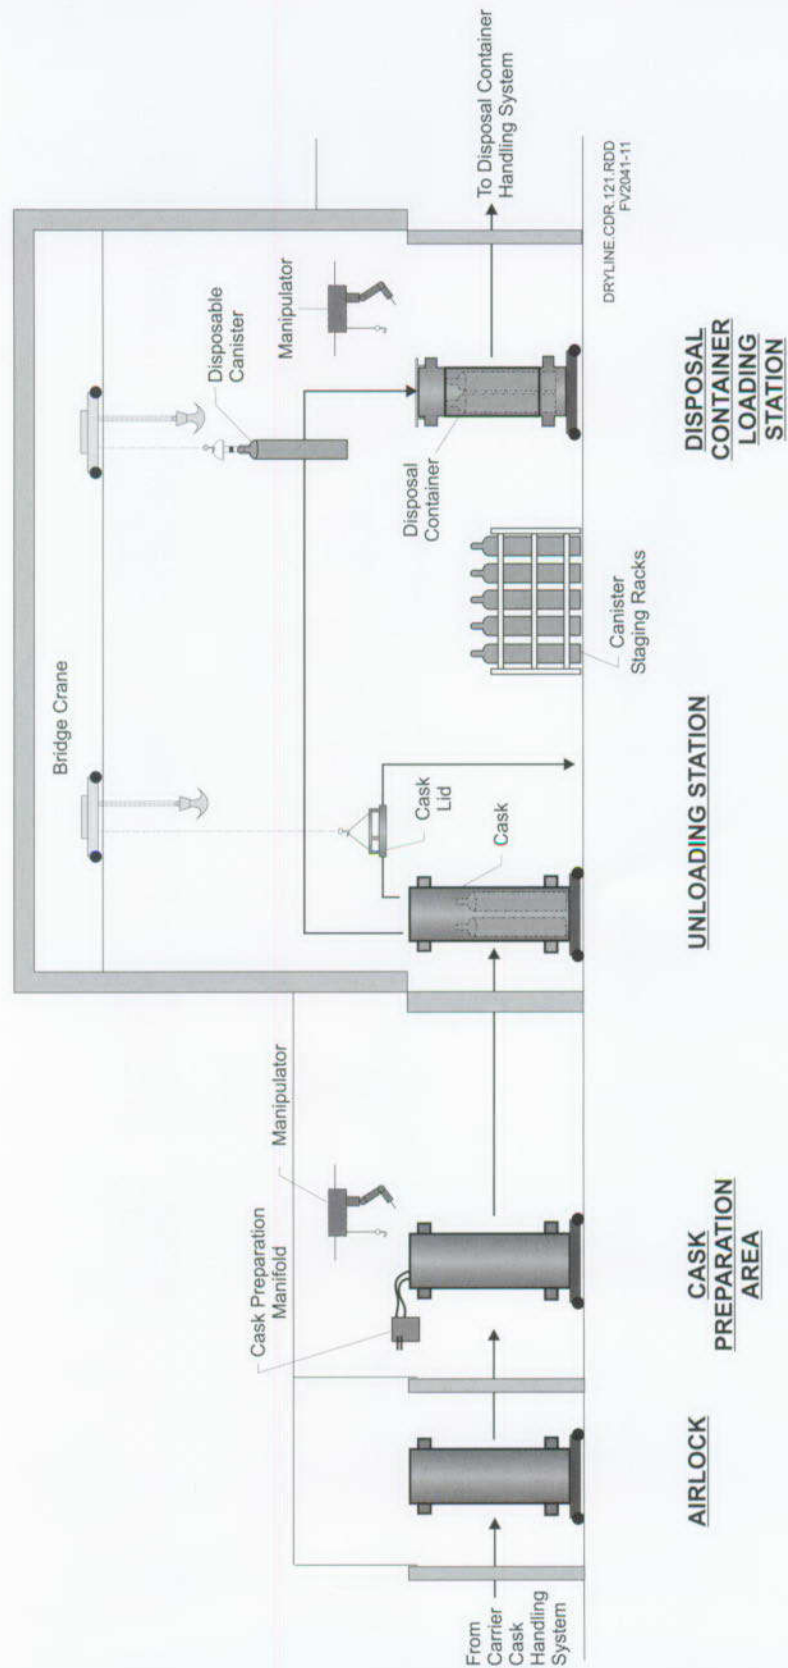 Bridge Crane
Disposable
Canister
Manipulator
To Disposal Container
Handling System
Cask Preparation
Manifold
Manipulator
Cask
Lid
Cask
Disposal
Container
Canister
Staging Racks
From
Carrier
Cask
Handling
System
DRYLINE.CDR.121.RDD
FV2041-11
AIRLOCK
CASK
PREPARATION
AREA
UNLOADING STATION
DISPOSAL
CONTAINER
LOADING
STATION